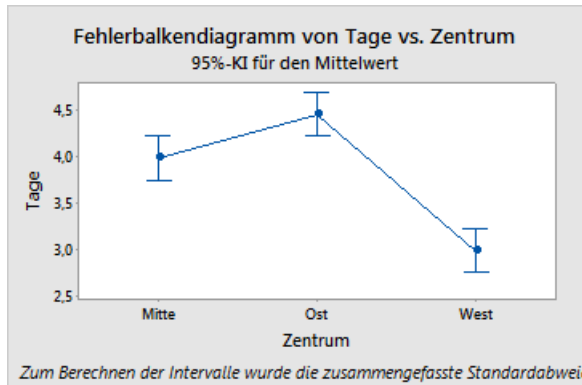 Fehlerbalkendiagramm von Tage vs. Zentrum
95%-KI für den Mittelwert
4,5
4,0
3,5
3,0
2,5
Tage
Mitte Ost West
Zentrum
Zum Berechnen der Intervalle wurde die zusammengefasste